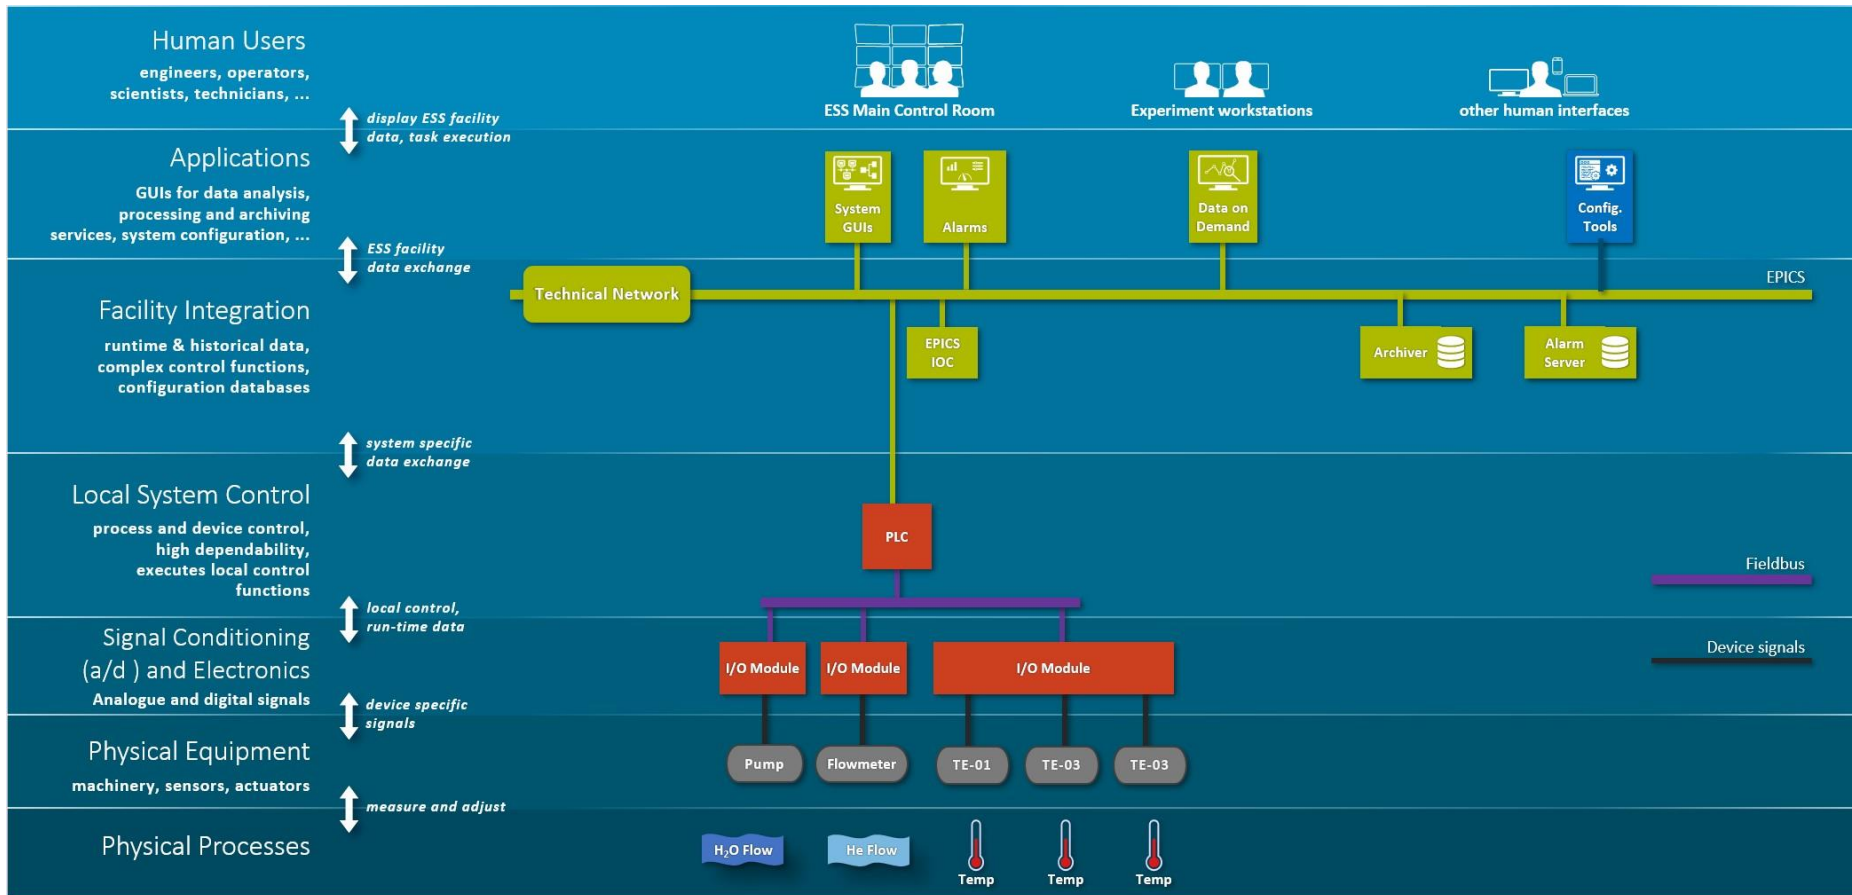 Human Users
engineers, operators,
scientists, technicians, ...
ESS Main Control Room
Experiment workstations
other human interfaces
display ESS facility
data, task execution
Applications
GUIs for data analysis,
processing and archiving
services, system configuration, ...
System
GUIs
Alarms
Data on
Demand
Config.
Tools
ESS facility
data exchange
Facility Integration
runtime & historical data,
complex control functions,
configuration databases
Technical Network
EPICS
EPICS
IOC
Archiver
Alarm
Server
system specific
data exchange
Local System Control
process and device control,
high dependability,
executes local control
functions
PLC
Fieldbus
local control,
run-time data
Signal Conditioning
(a/d ) and Electronics
Analogue and digital signals
I/O Module
I/O Module
I/O Module
Device signals
device specific
signals
Physical Equipment
machinery, sensors, actuators
Pump
Flowmeter
TE-01
TE-03
TE-03
measure and adjust
Physical Processes
H₂O Flow
He Flow
Temp
Temp
Temp